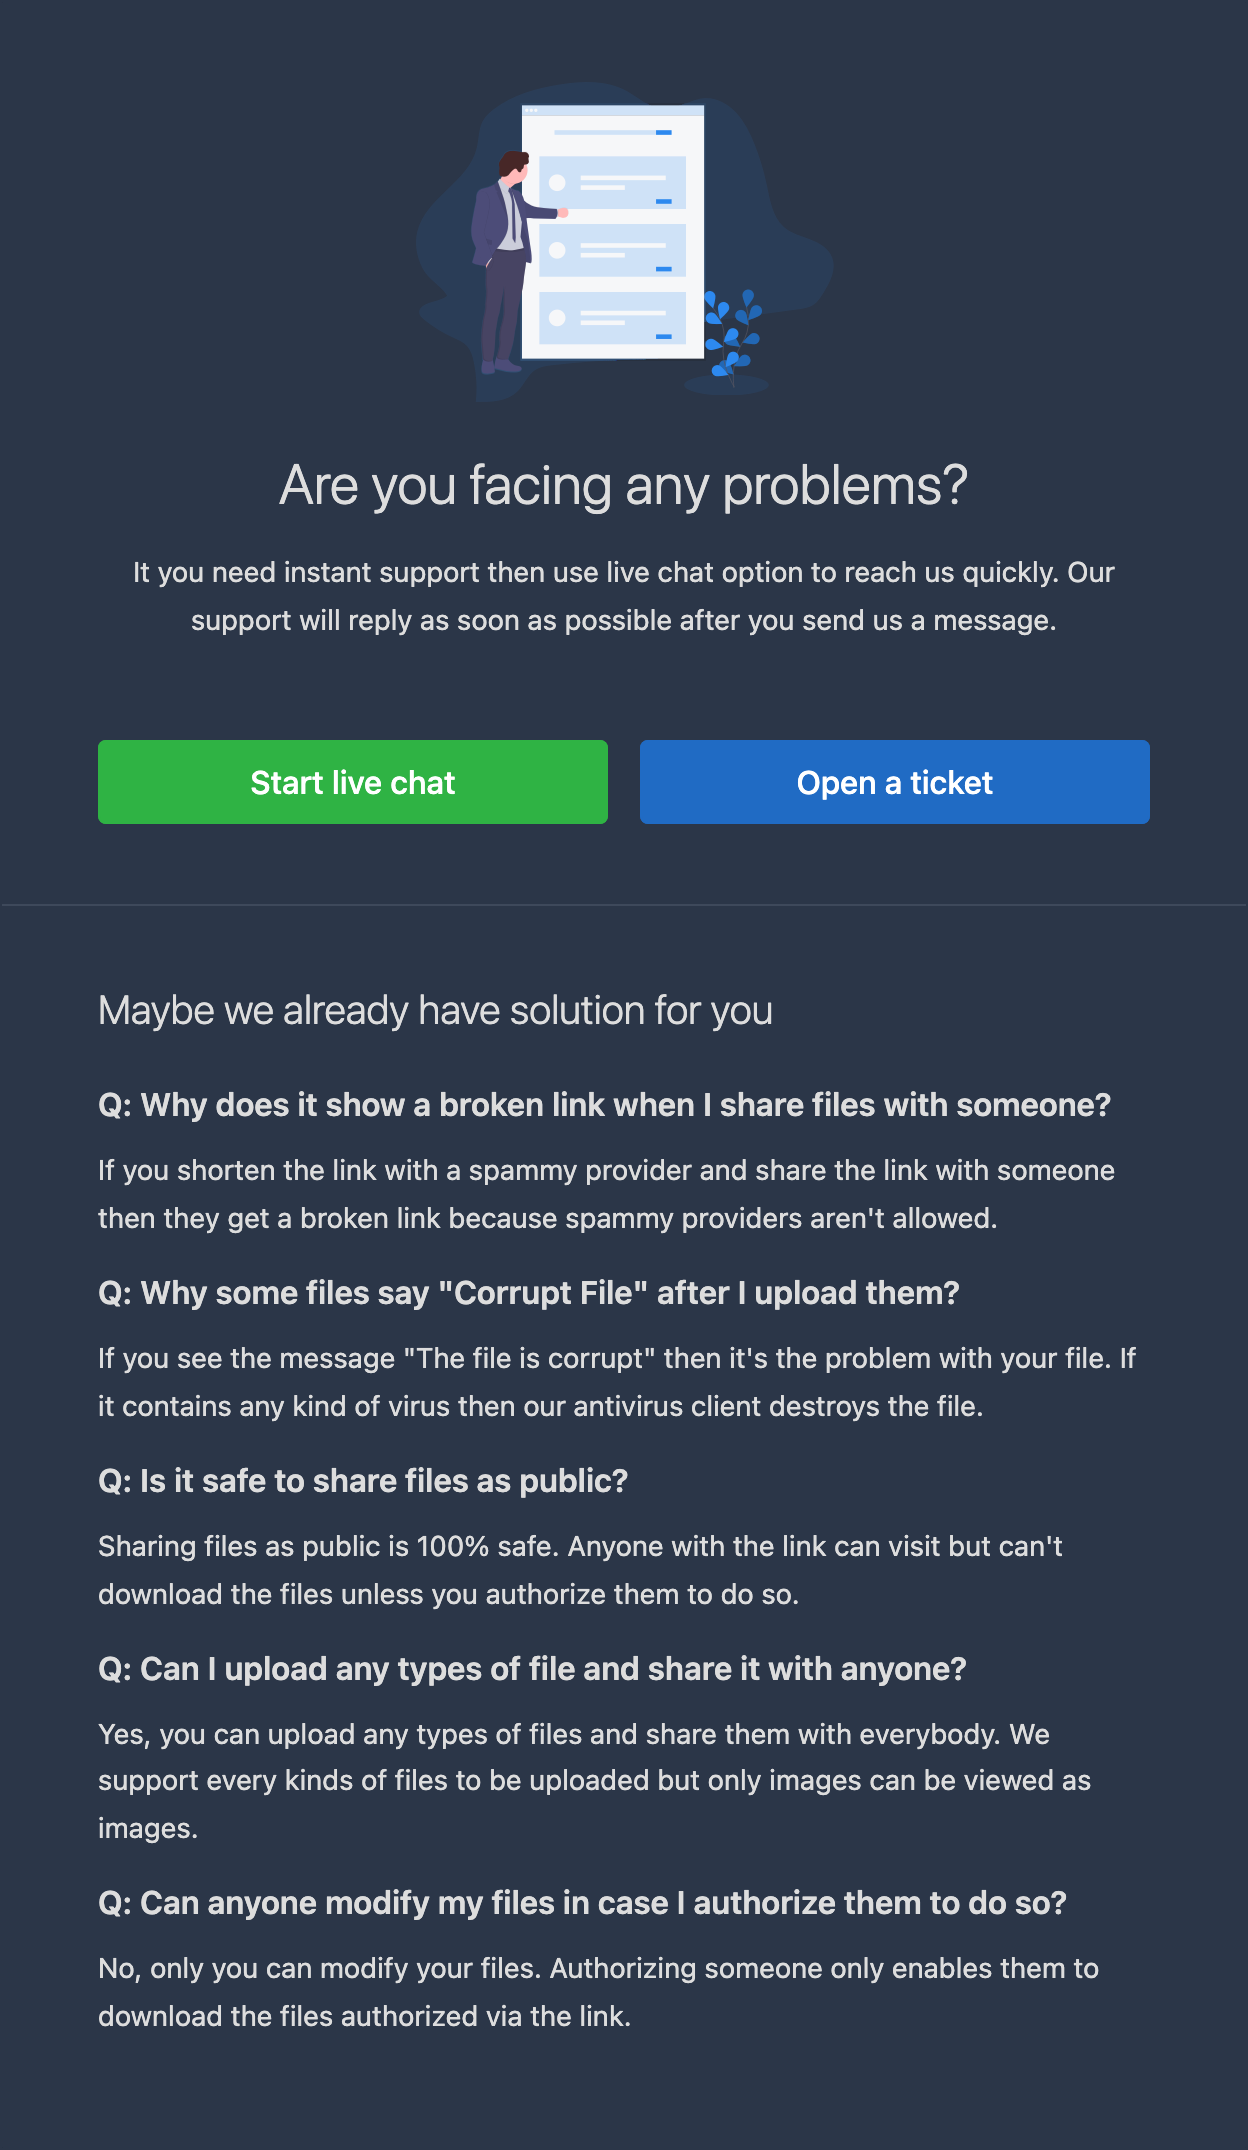 Are you facing any problems?
It you need instant support then use live chat option to reach us quickly. Our
support will reply as soon as possible after you send us a message.
Start live chat
Open a ticket
Maybe we already have solution for you
Q: Why does it show a broken link when I share files with someone?
If you shorten the link with a spammy provider and share the link with someone
then they get a broken link because spammy providers aren't allowed.
Q: Why some files say "Corrupt File" after I upload them?
If you see the message "The file is corrupt" then it's the problem with your file. If
it contains any kind of virus then our antivirus client destroys the file.
Q: Is it safe to share files as public?
Sharing files as public is 100% safe. Anyone with the link can visit but can't
download the files unless you authorize them to do so.
Q: Can I upload any types of file and share it with anyone?
Yes, you can upload any types of files and share them with everybody. We
support every kinds of files to be uploaded but only images can be viewed as
images.
Q: Can anyone modify my files in case I authorize them to do so?
No, only you can modify your files. Authorizing someone only enables them to
download the files authorized via the link.